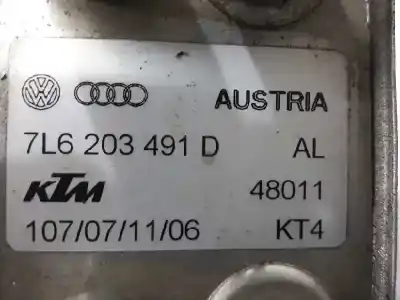 AUSTRIA
7L6 203 491 D AL
KTM 48011
107/07/11/06 KT4